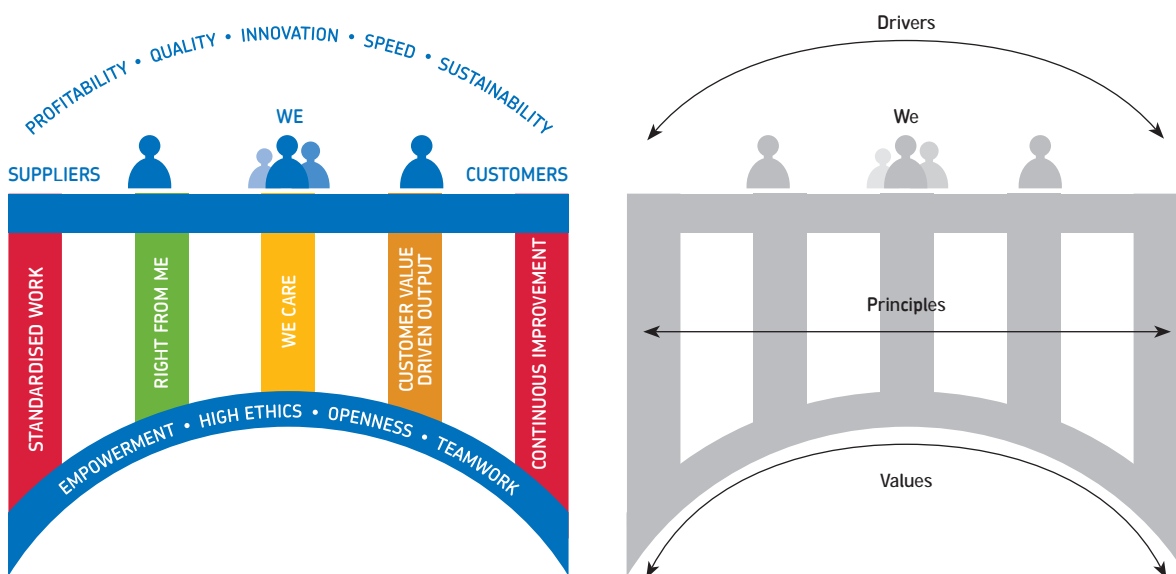 PROFITABILITY • QUALITY • INNOVATION • SPEED • SUSTAINABILITY
WE
SUPPLIERS
CUSTOMERS
STANDARDISED WORK
RIGHT FROM ME
WE CARE
CUSTOMER VALUE
DRIVEN OUTPUT
CONTINUOUS IMPROVEMENT
EMPOWERMENT • HIGH ETHICS • OPENNESS • TEAMWORK
Drivers
We
Principles
Values